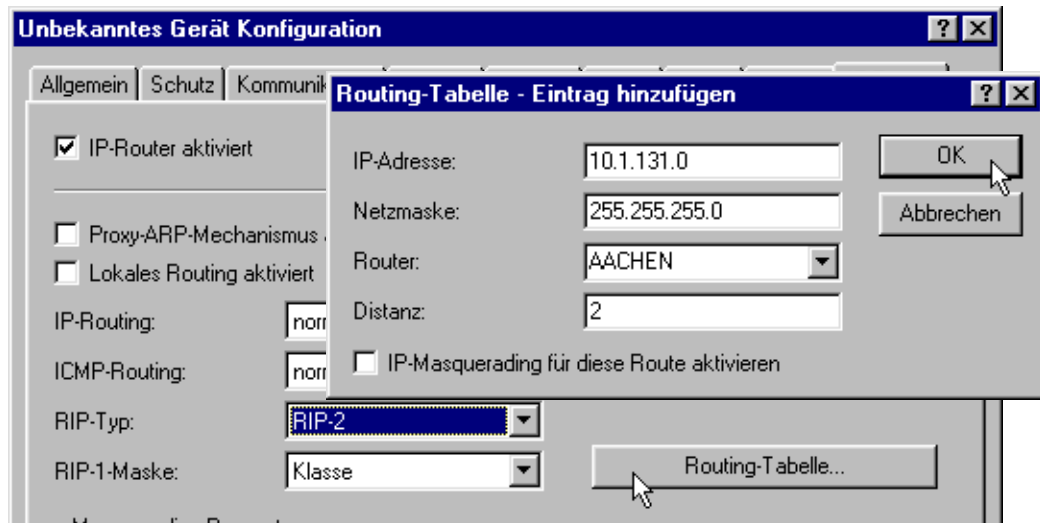 Unbekanntes Gerät Konfiguration
Allgemein Schutz
IP-Router aktiviert
Proxy-ARP-Mechanismus
Lokales Routing aktiviert
IP-Routing:
ICMP-Routing:
RIP-Typ: RIP-2
RIP-1-Maske: Klasse
Routing-Tabelle...
Routing-Tabelle - Eintrag hinzufügen
IP-Adresse: 10.1.131.0
OK
Netzmaske: 255.255.255.0
Abbrechen
Router: AACHEN
Distanz: 2
IP-Masquerading für diese Route aktivieren